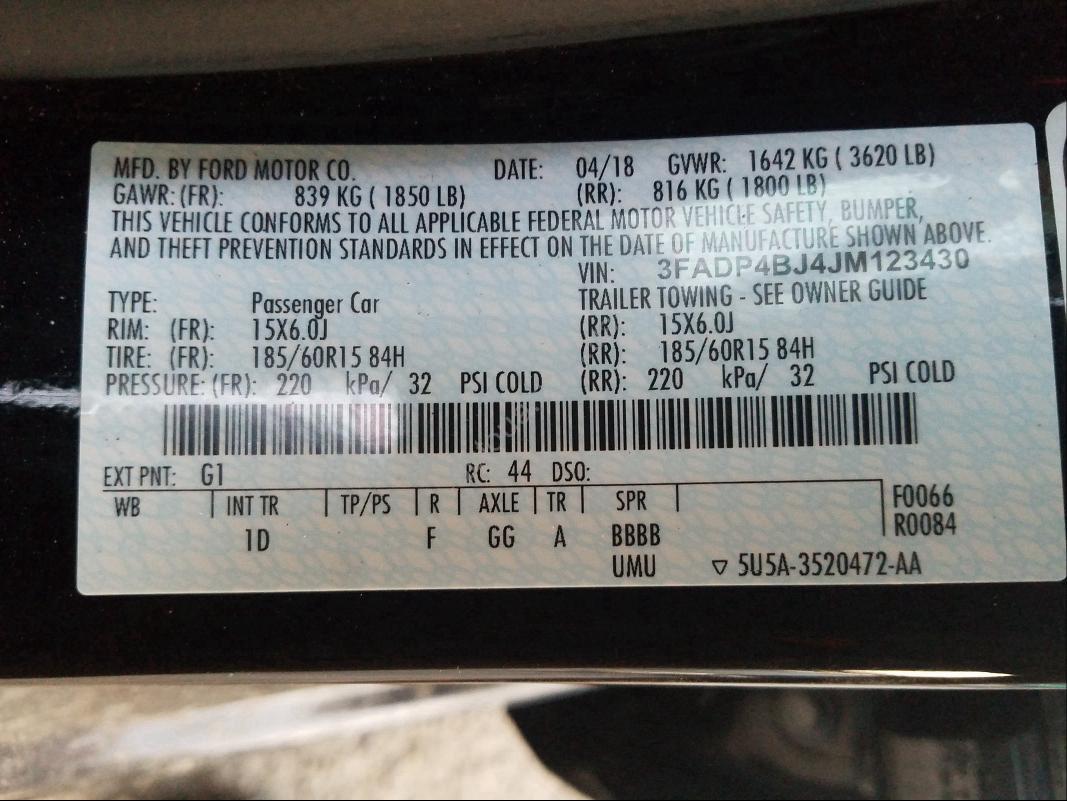 MFD. BY FORD MOTOR CO. DATE: 04/18 GVWR: 1642 KG ( 3620 LB)
GAWR: (FR): 839 KG ( 1850 LB) (RR): 816 KG ( 1800 LB)
THIS VEHICLE CONFORMS TO ALL APPLICABLE FEDERAL MOTOR VEHICLE SAFETY, BUMPER,
AND THEFT PREVENTION STANDARDS IN EFFECT ON THE DATE OF MANUFACTURE SHOWN ABOVE.
VIN: 3FADP4BJ4JM123430
TYPE: Passenger Car TRAILER TOWING - SEE OWNER GUIDE
RIM: (FR): 15X6.0J (RR): 15X6.0J
TIRE: (FR): 185/60R15 84H (RR): 185/60R15 84H
PRESSURE: (FR): 220 kPa/ 32 PSI COLD (RR): 220 kPa/ 32 PSI COLD
EXT PNT: G1 RC: 44 DSO:
WB INT TR TP/PS R AXLE TR SPR F0066
R0084
1D F GG A BBBB
UMU ▽ 5U5A-3520472-AA